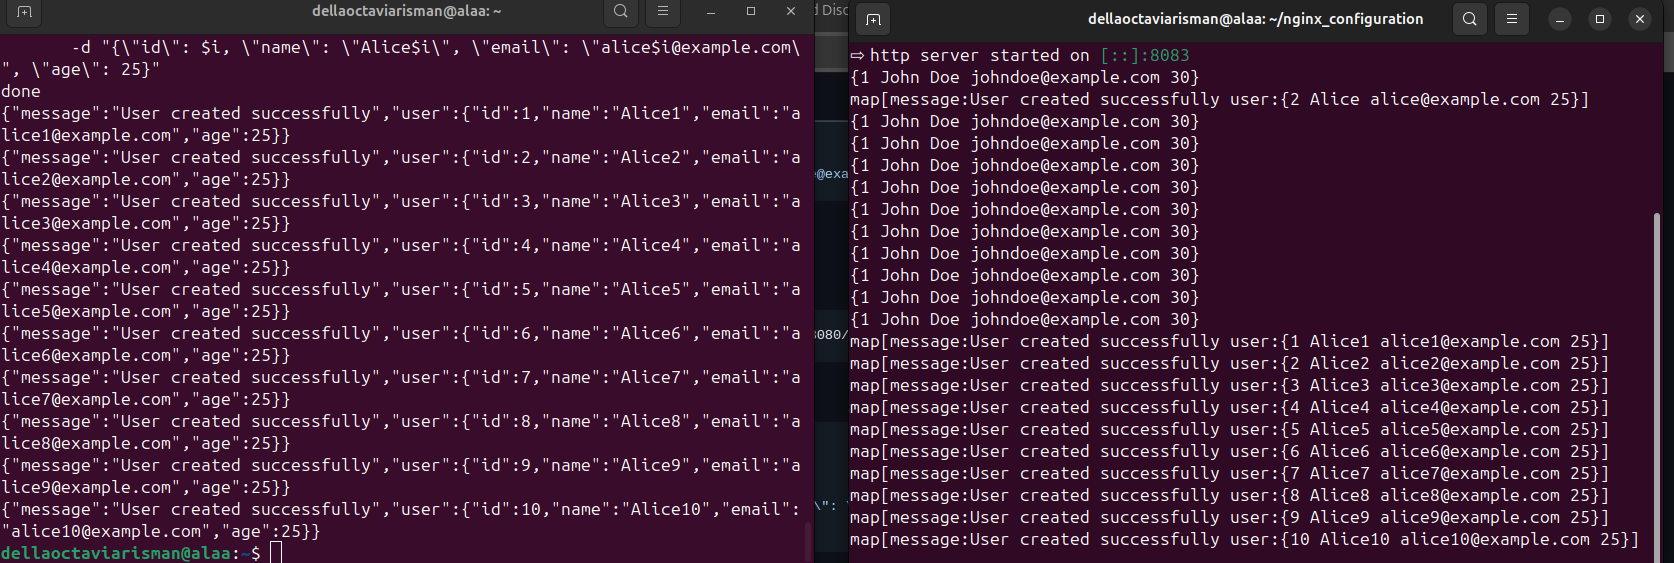 dellaoctaviarisman@alaa: ~
-d "{\"id\": $i, \"name\": \"Alice$i\", \"email\": \"alice$i@example.com\
", \"age\": 25}"
done
{"message":"User created successfully","user":{"id":1,"name":"Alice1","email":"a
lice1@example.com","age":25}}
{"message":"User created successfully","user":{"id":2,"name":"Alice2","email":"a
lice2@example.com","age":25}}
{"message":"User created successfully","user":{"id":3,"name":"Alice3","email":"a
lice3@example.com","age":25}}
{"message":"User created successfully","user":{"id":4,"name":"Alice4","email":"a
lice4@example.com","age":25}}
{"message":"User created successfully","user":{"id":5,"name":"Alice5","email":"a
lice5@example.com","age":25}}
{"message":"User created successfully","user":{"id":6,"name":"Alice6","email":"a
lice6@example.com","age":25}}
{"message":"User created successfully","user":{"id":7,"name":"Alice7","email":"a
lice7@example.com","age":25}}
{"message":"User created successfully","user":{"id":8,"name":"Alice8","email":"a
lice8@example.com","age":25}}
{"message":"User created successfully","user":{"id":9,"name":"Alice9","email":"a
lice9@example.com","age":25}}
{"message":"User created successfully","user":{"id":10,"name":"Alice10","email":
"alice10@example.com","age":25}}
dellaoctaviarisman@alaa:~$
d Disc
@exa
8080/
\":
dellaoctaviarisman@alaa: ~/nginx_configuration
⇨ http server started on [::]:8083
{1 John Doe johndoe@example.com 30}
map[message:User created successfully user:{2 Alice alice@example.com 25}]
{1 John Doe johndoe@example.com 30}
{1 John Doe johndoe@example.com 30}
{1 John Doe johndoe@example.com 30}
{1 John Doe johndoe@example.com 30}
{1 John Doe johndoe@example.com 30}
{1 John Doe johndoe@example.com 30}
{1 John Doe johndoe@example.com 30}
{1 John Doe johndoe@example.com 30}
{1 John Doe johndoe@example.com 30}
{1 John Doe johndoe@example.com 30}
map[message:User created successfully user:{1 Alice1 alice1@example.com 25}]
map[message:User created successfully user:{2 Alice2 alice2@example.com 25}]
map[message:User created successfully user:{3 Alice3 alice3@example.com 25}]
map[message:User created successfully user:{4 Alice4 alice4@example.com 25}]
map[message:User created successfully user:{5 Alice5 alice5@example.com 25}]
map[message:User created successfully user:{6 Alice6 alice6@example.com 25}]
map[message:User created successfully user:{7 Alice7 alice7@example.com 25}]
map[message:User created successfully user:{8 Alice8 alice8@example.com 25}]
map[message:User created successfully user:{9 Alice9 alice9@example.com 25}]
map[message:User created successfully user:{10 Alice10 alice10@example.com 25}]